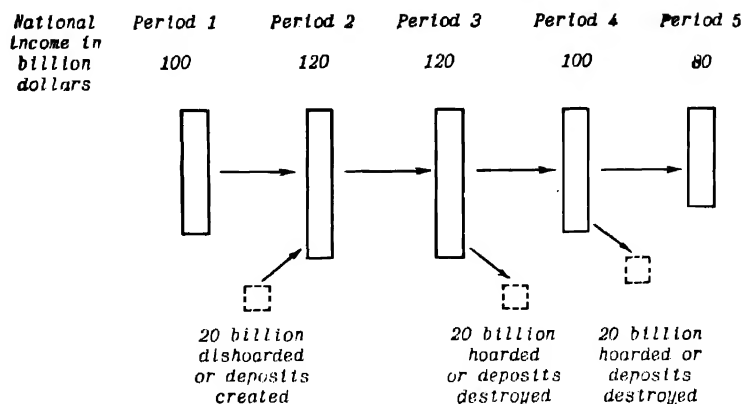 National Period 1 Period 2 Period 3 Period 4 Period 5
income in
billion 100 120 120 100 80
dollars
20 billion
dishoarded
or deposits
created
20 billion
hoarded
or deposits
destroyed
20 billion
hoarded or
deposits
destroyed